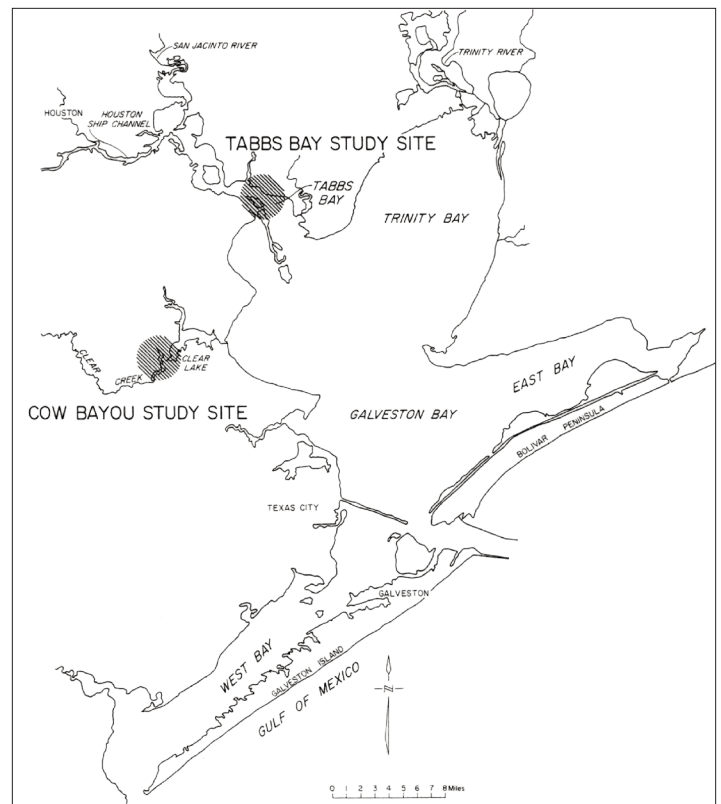 SAN JACINTO RIVER
TRINITY RIVER
HOUSTON
HOUSTON
SHIP CHANNEL
TABBS BAY STUDY SITE
TABBS
BAY
TRINITY BAY
CLEAR
CREEK
CLEAR
LAKE
EAST BAY
COW BAYOU STUDY SITE
GALVESTON BAY
BOLIVAR PENINSULA
TEXAS CITY
GALVESTON
WEST BAY
GALVESTON ISLAND
GULF OF MEXICO
N
0 1 2 3 4 5 6 7 8 Miles